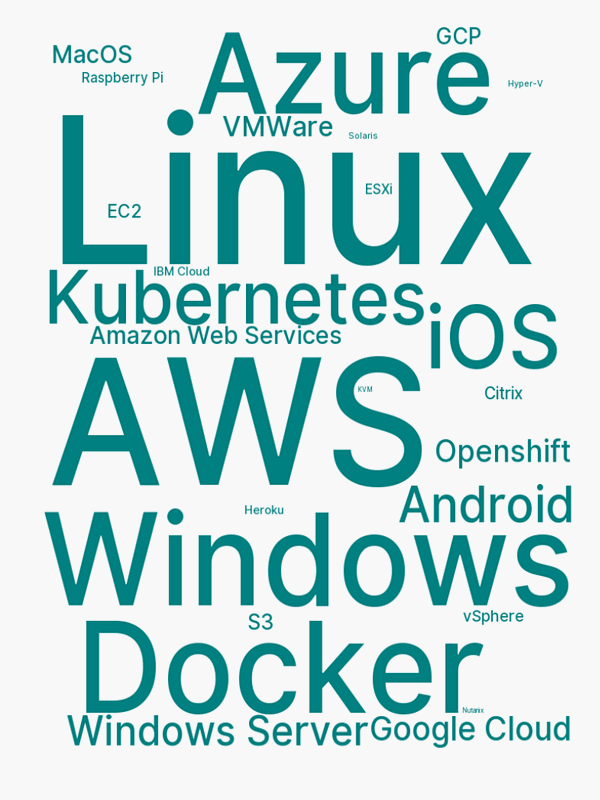 GCP
MacOS
Azure
Raspberry Pi
Hyper-V
VMWare
Solaris
Linux
ESXi
EC2
IBM Cloud
Kubernetes
iOS
Amazon Web Services
AWS
KVM
Citrix
Openshift
Android
Heroku
Windows
vSphere
S3
Docker
Nutanix
Windows Server
Google Cloud